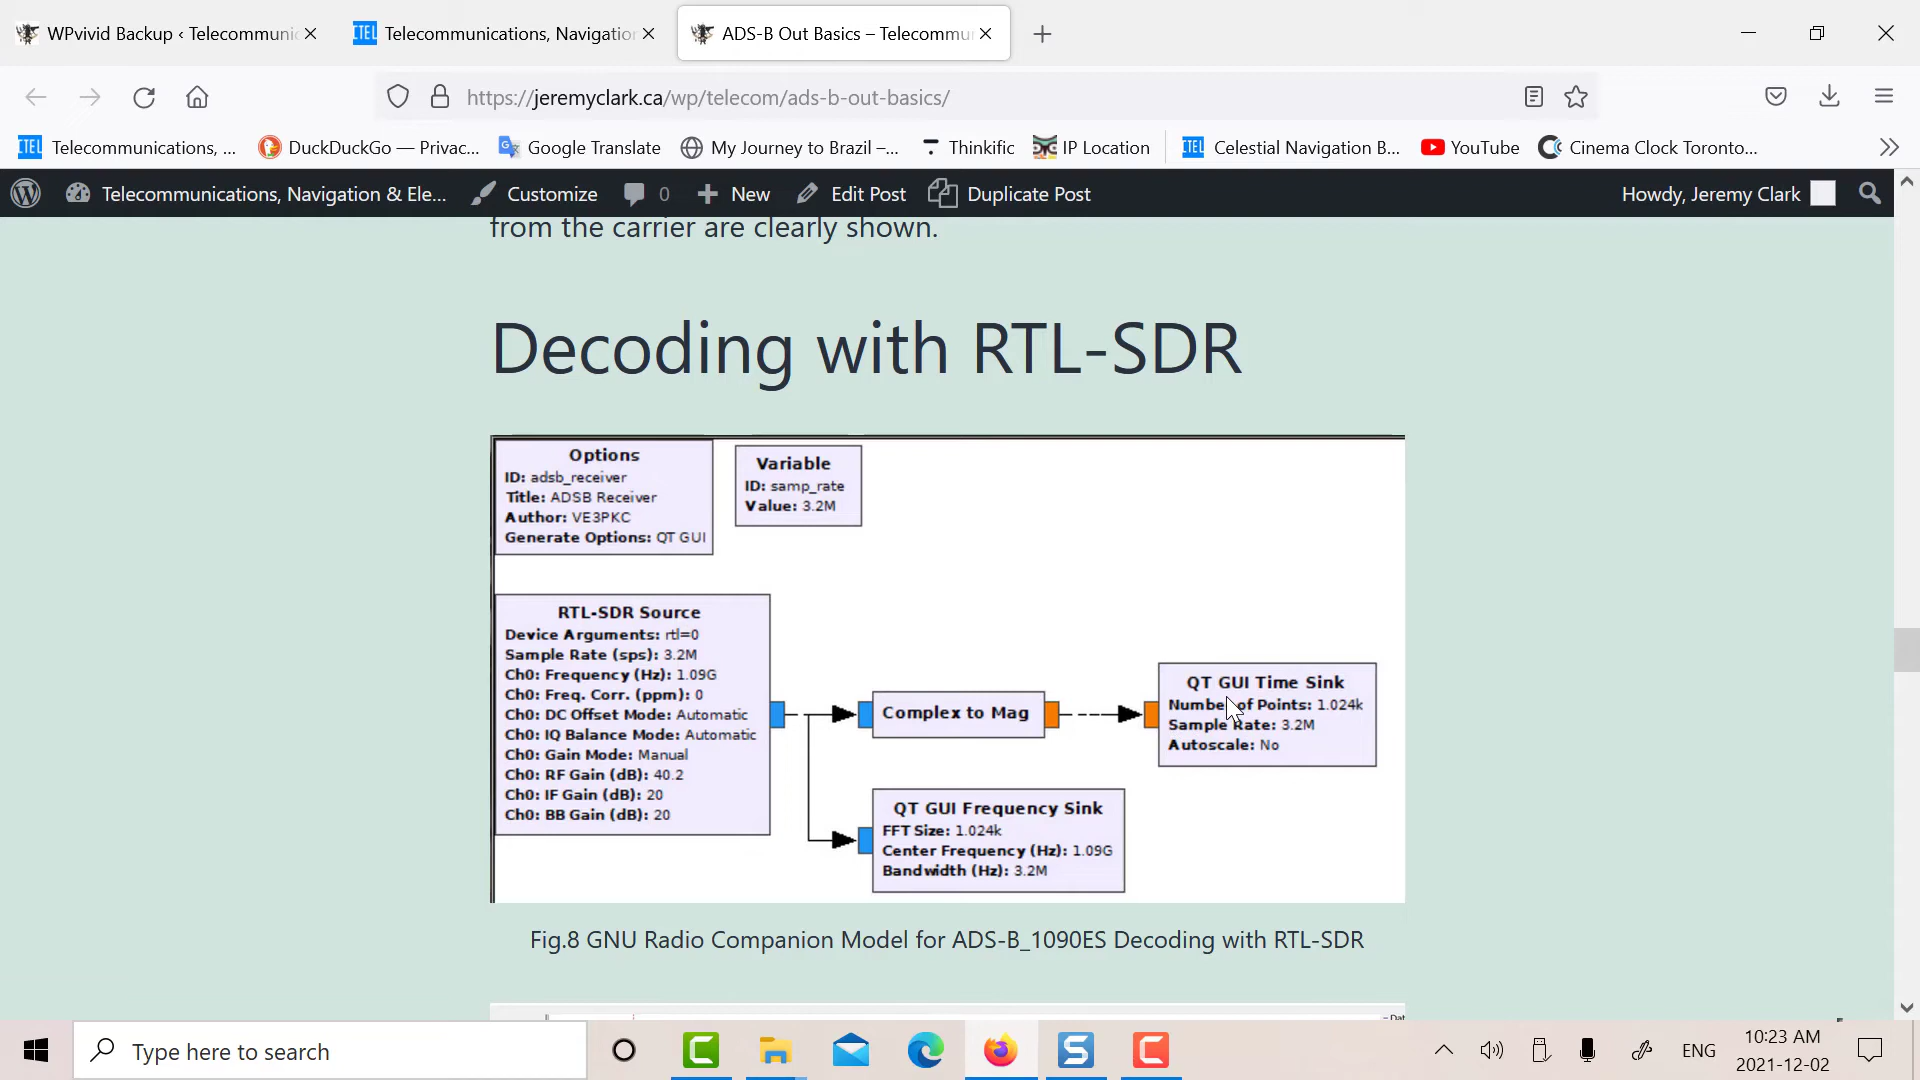 WPvivid Backup ‹ Telecommuni
Telecommunications, Navigatio
ADS-B Out Basics – Telecommu
https://jeremyclark.ca/wp/telecom/ads-b-out-basics/
CTEL Telecommunications, ...
DuckDuckGo — Privac...
Google Translate
My Journey to Brazil –...
Thinkific
IP Location
CTEL Celestial Navigation B...
YouTube
Cinema Clock Toronto...
Telecommunications, Navigation & Ele...
Customize
0
New
Edit Post
Duplicate Post
Howdy, Jeremy Clark
from the carrier are clearly shown.
Decoding with RTL-SDR
Options
ID: adsb_receiver
Title: ADSB Receiver
Author: VE3PKC
Generate Options: QT GUI
Variable
ID: samp_rate
Value: 3.2M
RTL-SDR Source
Device Arguments: rtl=0
Sample Rate (sps): 3.2M
Ch0: Frequency (Hz): 1.09G
Ch0: Freq. Corr. (ppm): 0
Ch0: DC Offset Mode: Automatic
Ch0: IQ Balance Mode: Automatic
Ch0: Gain Mode: Manual
Ch0: RF Gain (dB): 40.2
Ch0: IF Gain (dB): 20
Ch0: BB Gain (dB): 20
Complex to Mag
QT GUI Time Sink
Number of Points: 1.024k
Sample Rate: 3.2M
Autoscale: No
QT GUI Frequency Sink
FFT Size: 1.024k
Center Frequency (Hz): 1.09G
Bandwidth (Hz): 3.2M
Fig.8 GNU Radio Companion Model for ADS-B_1090ES Decoding with RTL-SDR
Type here to search
ENG
10:23 AM
2021-12-02